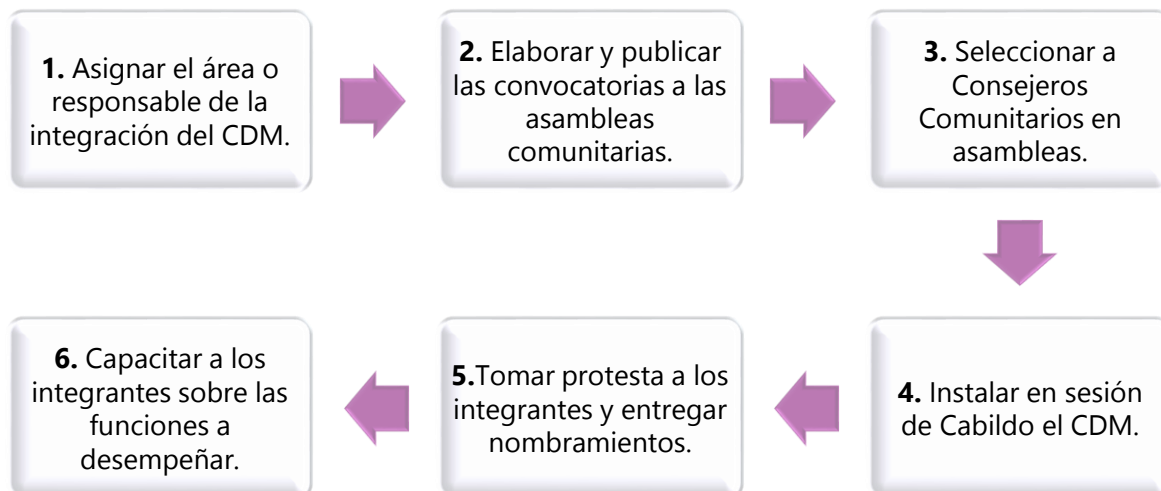 1. Asignar el área o
responsable de la
integración del CDM.
2. Elaborar y publicar
las convocatorias a las
asambleas
comunitarias.
3. Seleccionar a
Consejeros
Comunitarios en
asambleas.
4. Instalar en sesión
de Cabildo el CDM.
5.Tomar protesta a los
integrantes y entregar
nombramientos.
6. Capacitar a los
integrantes sobre las
funciones a
desempeñar.